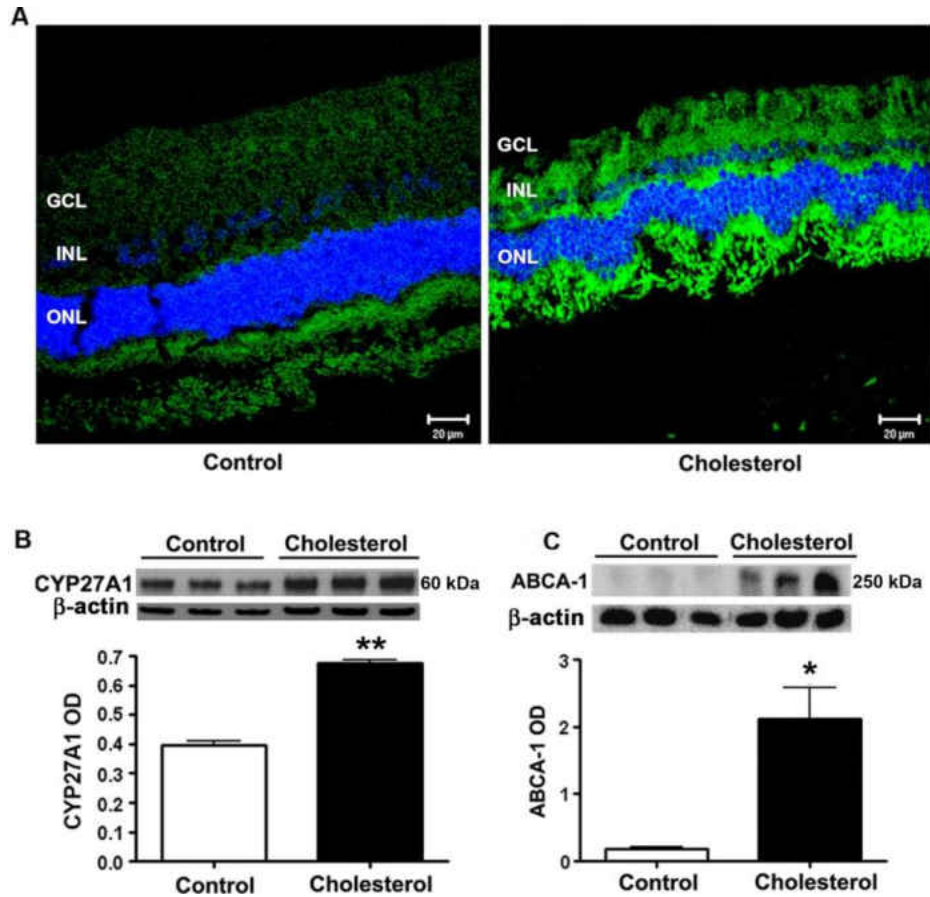 A
GCL
INL
ONL
20 µm
Control
GCL
INL
ONL
20 µm
Cholesterol
B
Control Cholesterol
CYP27A1 60 kDa
β-actin
**
0.7
0.6
0.5
0.4
0.3
0.2
0.1
0.0
CYP27A1 OD
Control Cholesterol
C
Control Cholesterol
ABCA-1 250 kDa
β-actin
*
3
2
1
0
ABCA-1 OD
Control Cholesterol